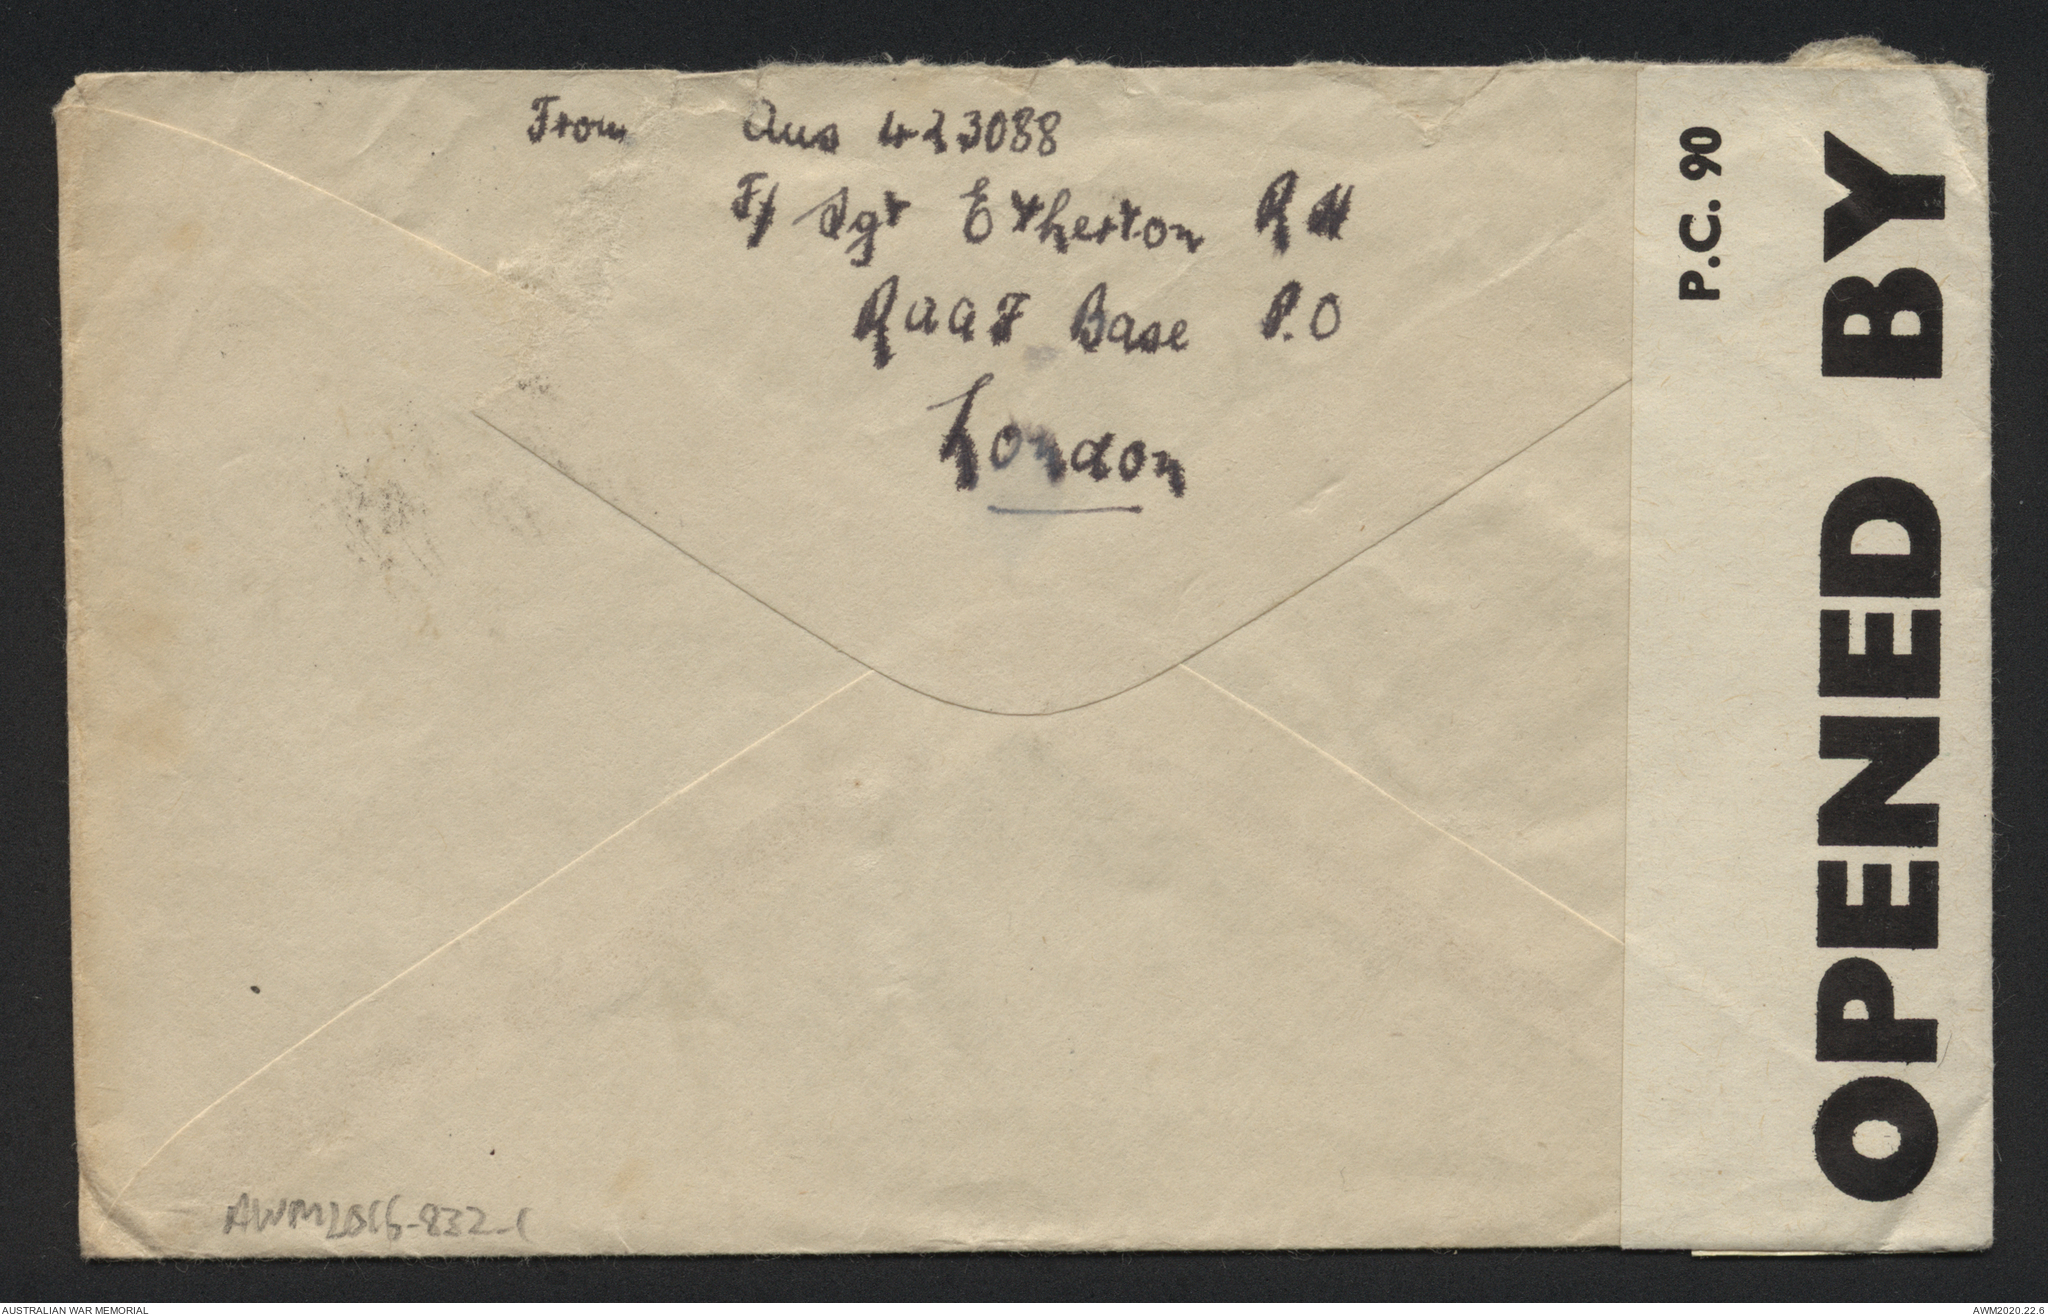 From Aus 423088
F/Sgt Etherton R H
RAAF Base P.O
London
P.C. 90
OPENED BY
AWM2016-832-1
AUSTRALIAN WAR MEMORIAL
AWM2020.22.6